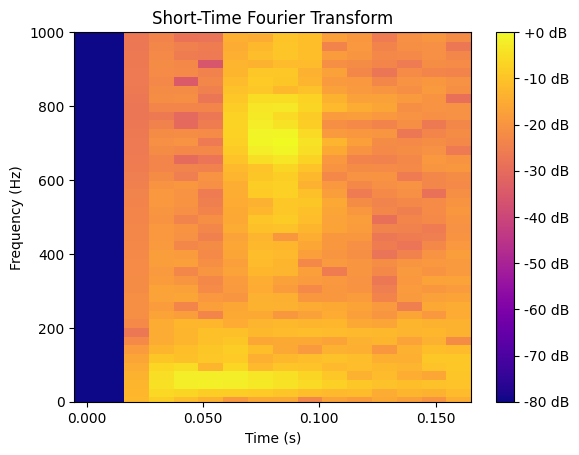 Short-Time Fourier Transform
1000
800
600
400
200
0
Frequency (Hz)
0.000
0.050
0.100
0.150
Time (s)
+0 dB
-10 dB
-20 dB
-30 dB
-40 dB
-50 dB
-60 dB
-70 dB
-80 dB